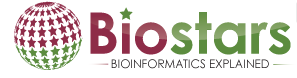 Biostars
BIOINFORMATICS EXPLAINED